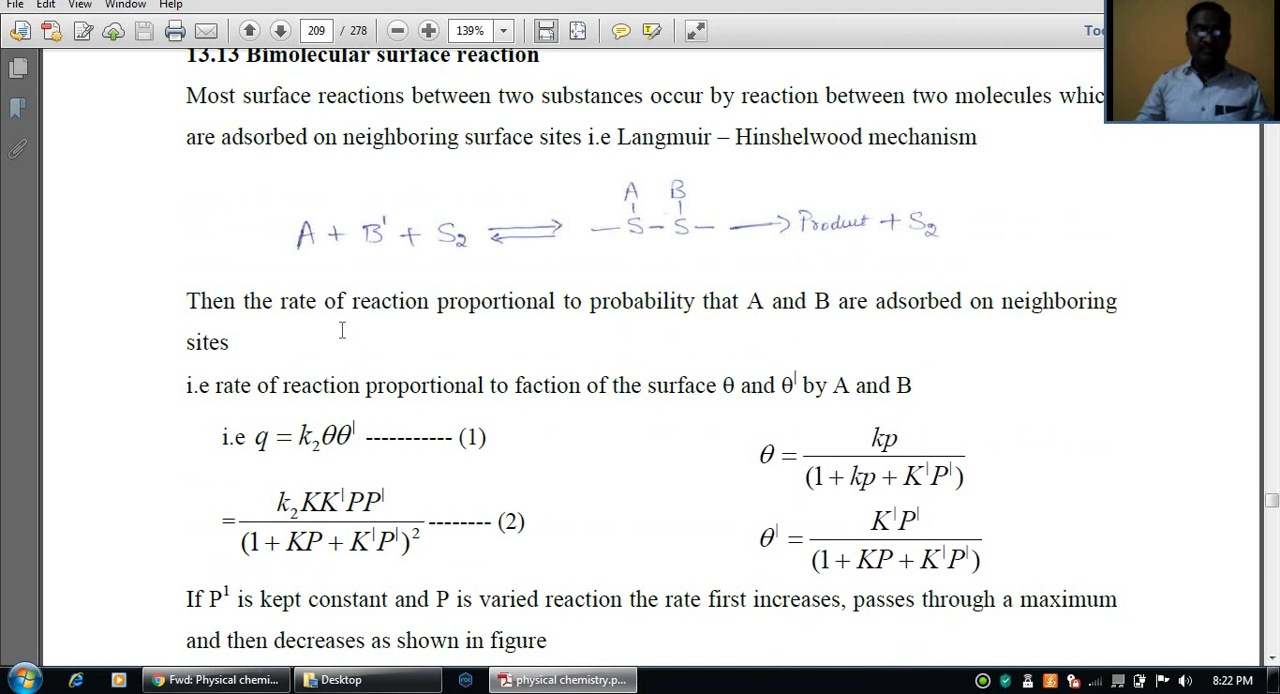 File Edit View Window Help
209 / 278 139% Too
13.13 Bimolecular surface reaction
Most surface reactions between two substances occur by reaction between two molecules which
are adsorbed on neighboring surface sites i.e Langmuir – Hinshelwood mechanism
A B
A + B' + S₂ ⇌ —S–S— ⟶ Product + S₂
Then the rate of reaction proportional to probability that A and B are adsorbed on neighboring
sites
i.e rate of reaction proportional to faction of the surface θ and θ| by A and B
i.e q = k₂θθ| ----------- (1)
θ = kp / (1 + kp + K|P|)
= k₂KK|PP| / (1 + KP + K|P|)² -------- (2)
θ| = K|P| / (1 + KP + K|P|)
If P¹ is kept constant and P is varied reaction the rate first increases, passes through a maximum
and then decreases as shown in figure
Fwd: Physical chemi... Desktop physical chemistry.p... 8:22 PM